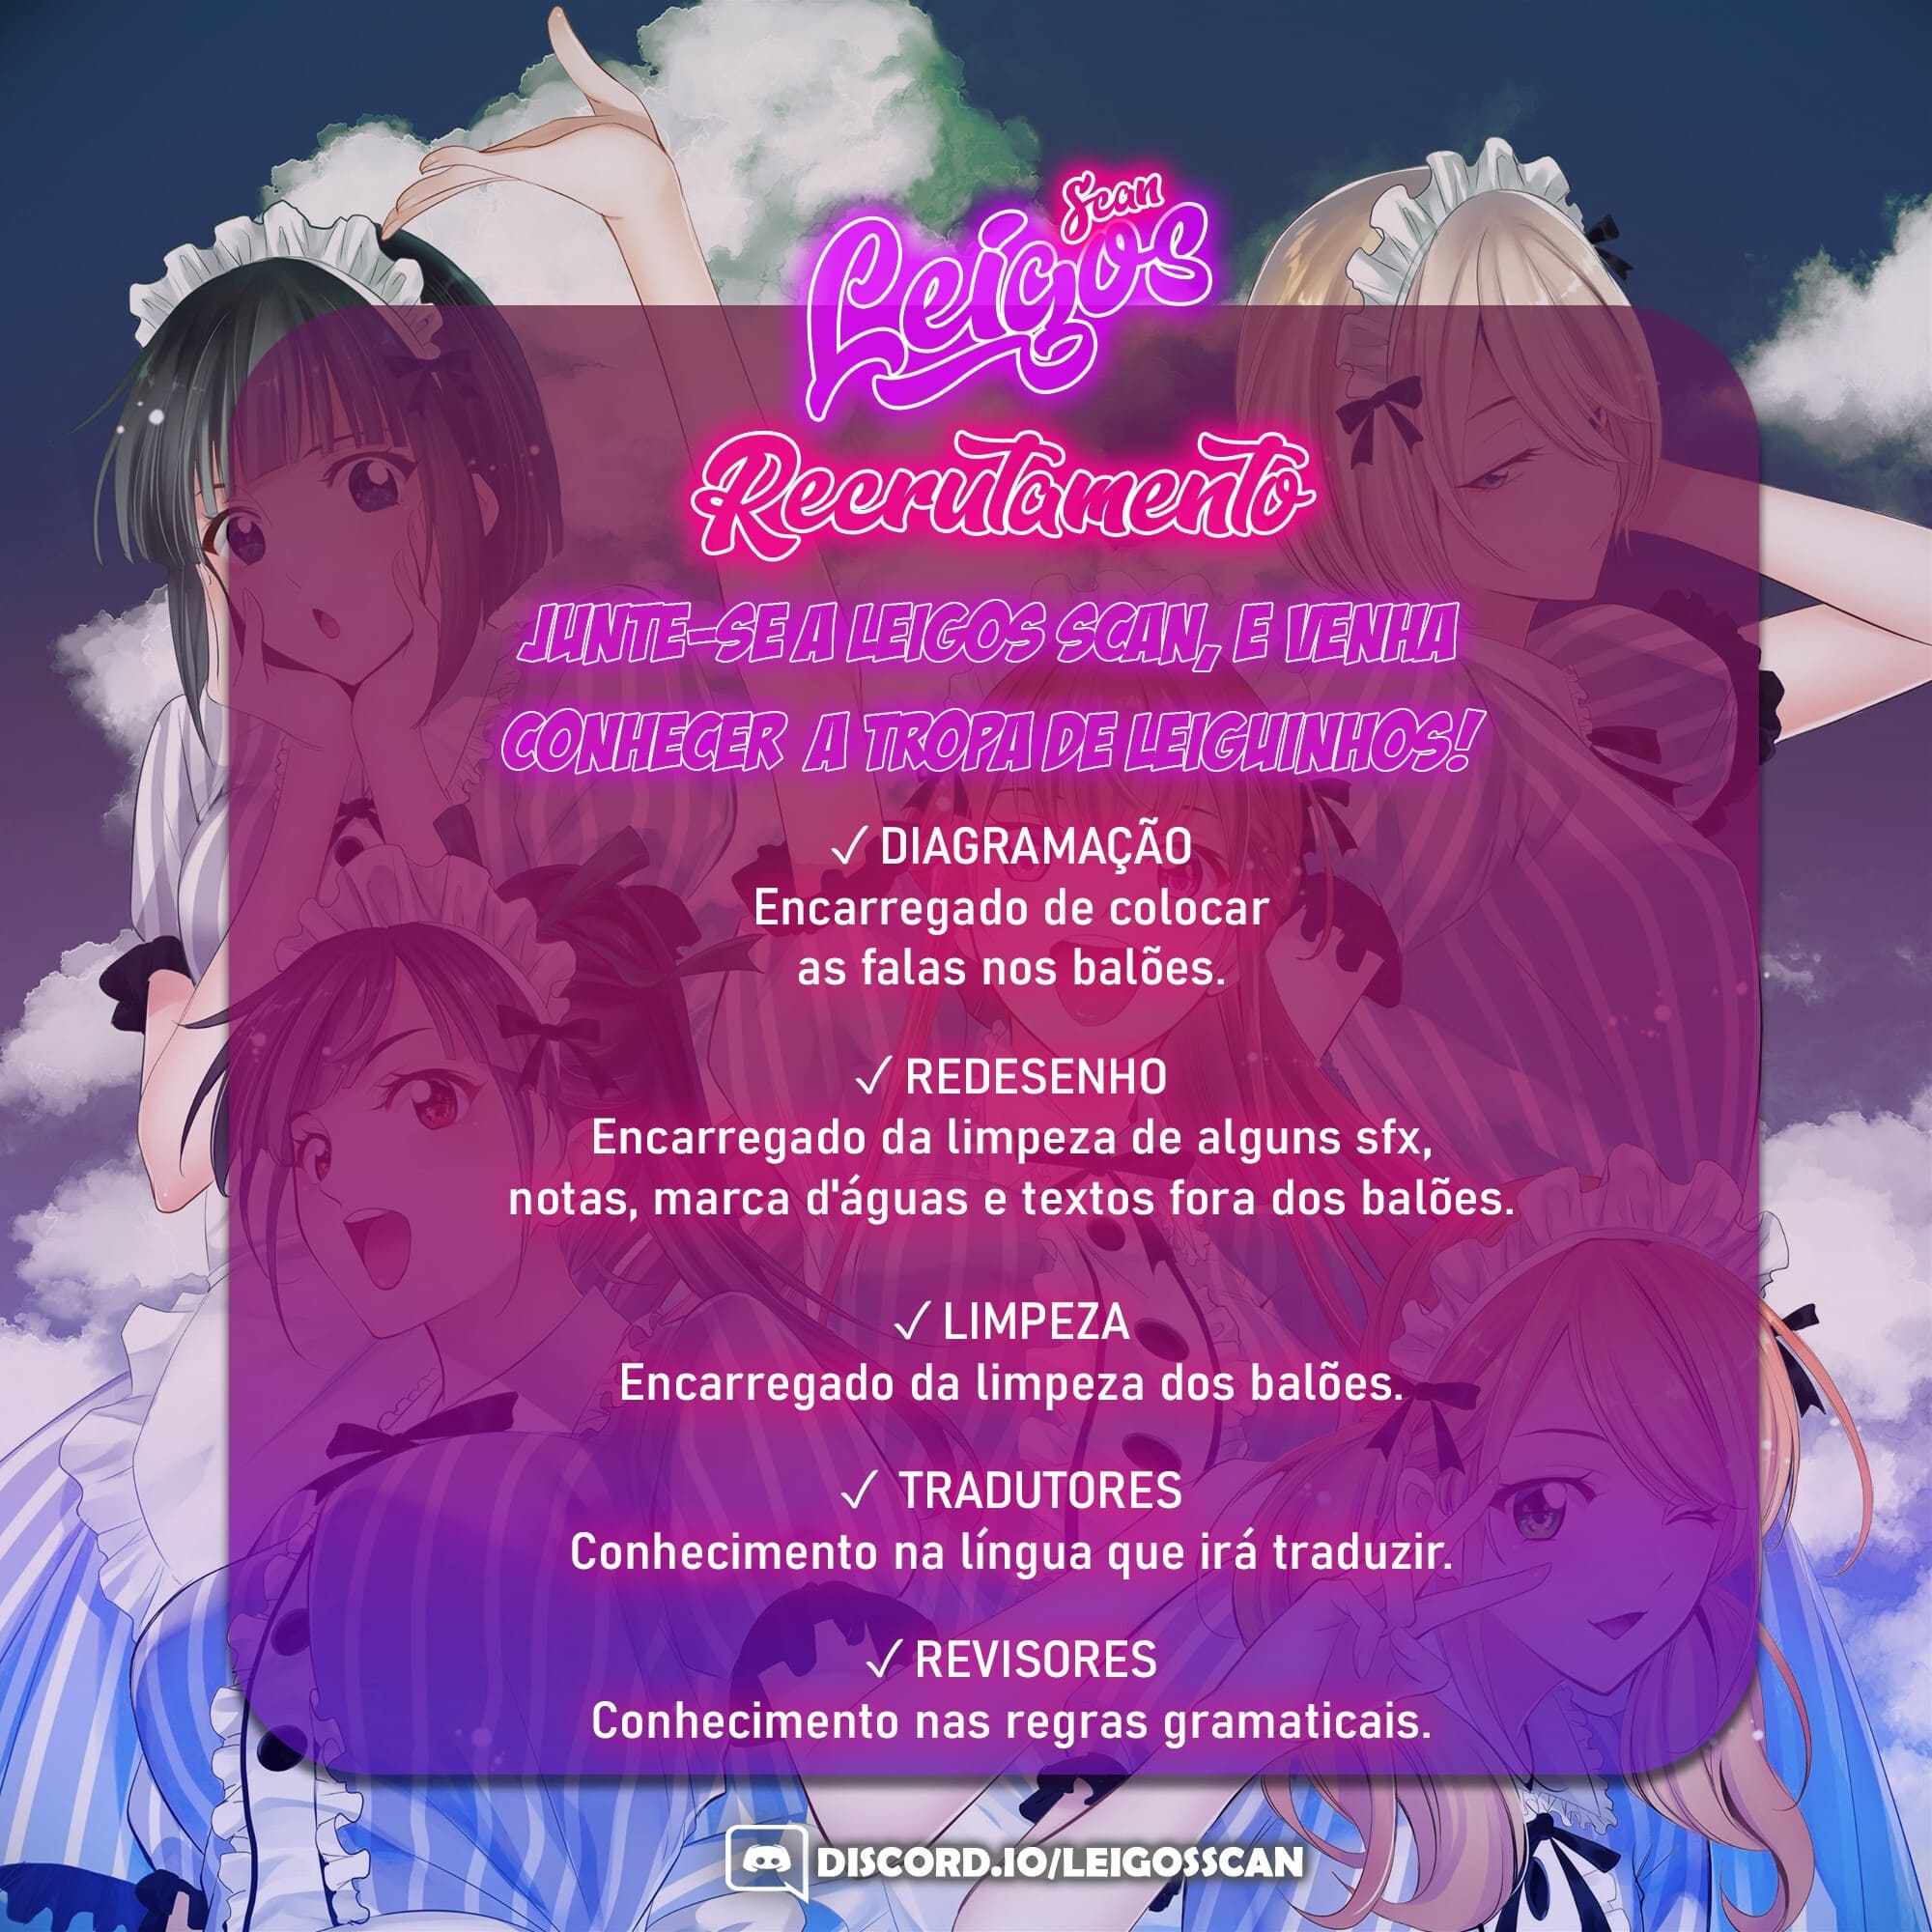 Scan
Leigos
Recrutamento
JUNTE-SE A LEIGOS SCAN, E VENHA
CONHECER A TROPA DE LEIGUINHOS!
✓ DIAGRAMAÇÃO
Encarregado de colocar
as falas nos balões.
✓ REDESENHO
Encarregado da limpeza de alguns sfx,
notas, marca d'águas e textos fora dos balões.
✓ LIMPEZA
Encarregado da limpeza dos balões.
✓ TRADUTORES
Conhecimento na língua que irá traduzir.
✓ REVISORES
Conhecimento nas regras gramaticais.
DISCORD.IO/LEIGOSSCAN